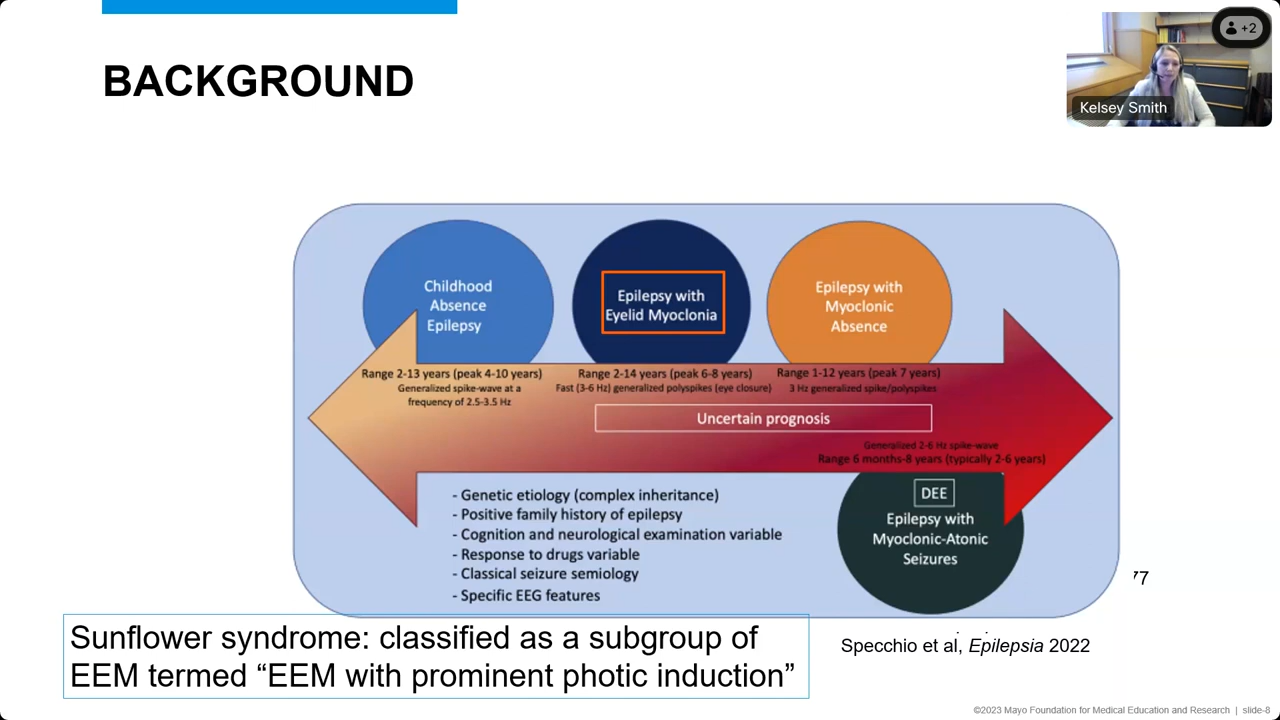 BACKGROUND
+2
Kelsey Smith
Childhood
Absence
Epilepsy
Epilepsy with
Eyelid Myoclonia
Epilepsy with
Myoclonic
Absence
Range 2-13 years (peak 4-10 years)
Generalized spike-wave at a
frequency of 2.5-3.5 Hz
Range 2-14 years (peak 6-8 years)
Fast (3-6 Hz) generalized polyspikes (eye closure)
Range 1-12 years (peak 7 years)
3 Hz generalized spike/polyspikes
Uncertain prognosis
Generalized 2-6 Hz spike-wave
Range 6 months-8 years (typically 2-6 years)
- Genetic etiology (complex inheritance)
- Positive family history of epilepsy
- Cognition and neurological examination variable
- Response to drugs variable
- Classical seizure semiology
- Specific EEG features
DEE
Epilepsy with
Myoclonic-Atonic
Seizures
77
Sunflower syndrome: classified as a subgroup of
EEM termed “EEM with prominent photic induction”
Specchio et al, Epilepsia 2022
©2023 Mayo Foundation for Medical Education and Research | slide-8